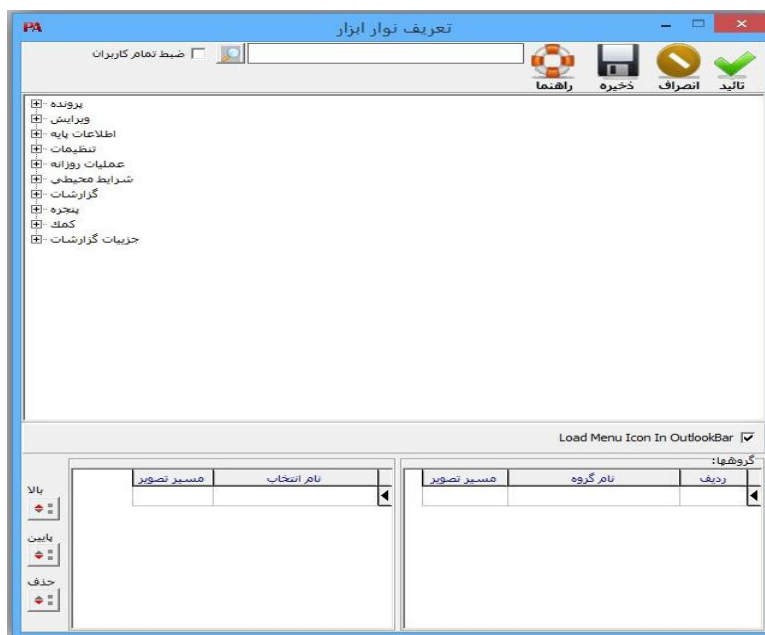 PA
تعریف نوار ابزار
ضبط تمام کاربران
تائید
انصراف
ذخیره
راهنما
پرونده
ویرایش
اطلاعات پایه
تنظیمات
عملیات روزانه
شرایط محیطی
گزارشات
پنجره
کمک
جزییات گزارشات
Load Menu Icon In OutlookBar
گروهها:
ردیف
نام گروه
مسیر تصویر
نام انتخاب
مسیر تصویر
بالا
پایین
حذف